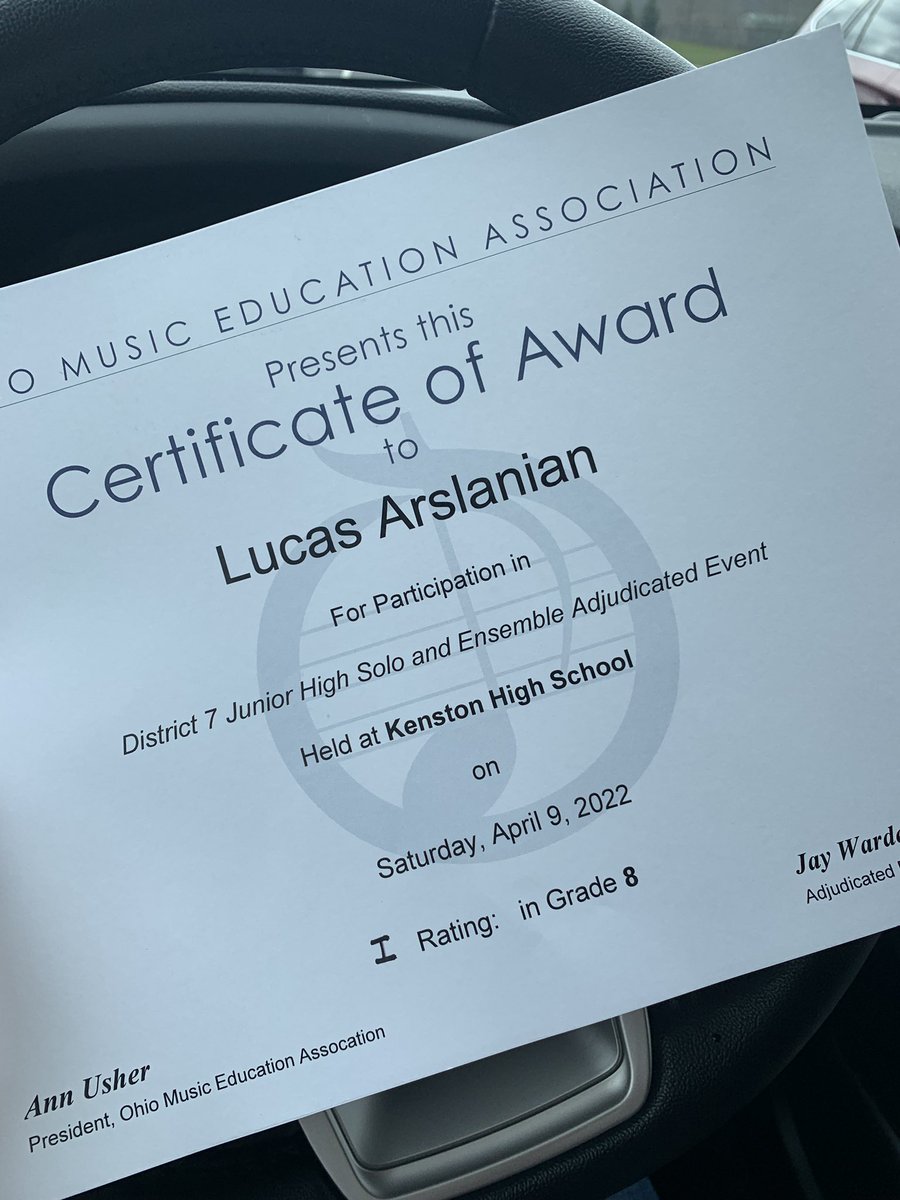 O MUSIC EDUCATION ASSOCIATION
Presents this
Certificate of Award
to
Lucas Arslanian
For Participation in
District 7 Junior High Solo and Ensemble Adjudicated Event
Held at Kenston High School
on
Saturday, April 9, 2022
I Rating: in Grade 8
Jay Warde
Adjudicated
Ann Usher
President, Ohio Music Education Assocation